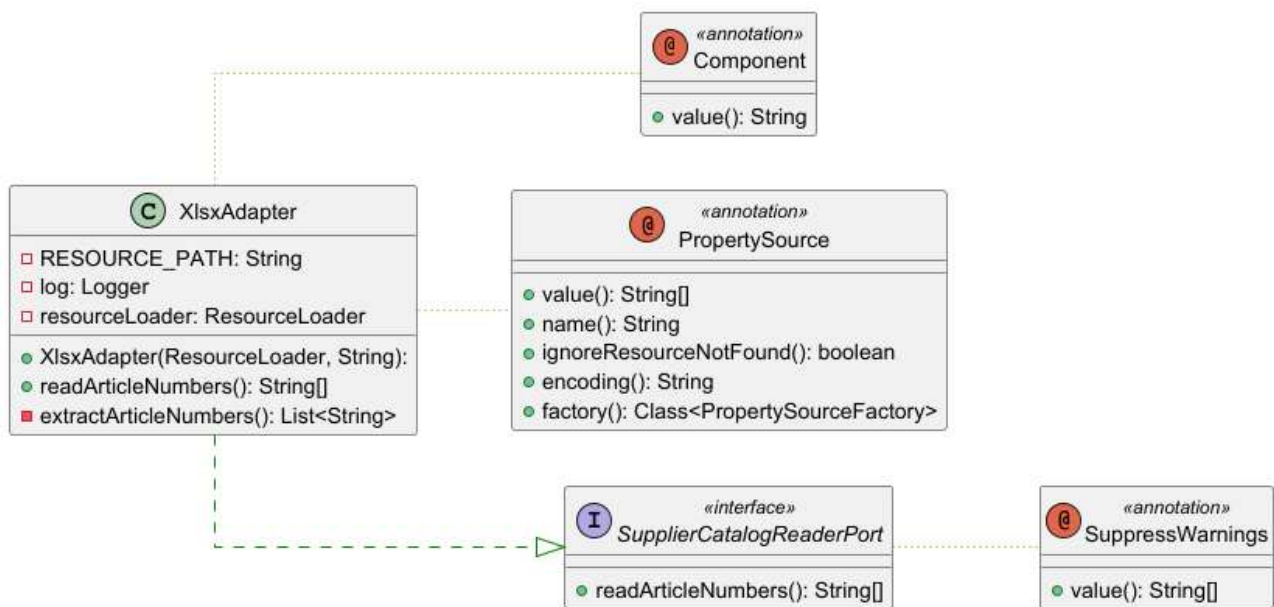 @
«annotation»
Component
value(): String
C
XlsxAdapter
RESOURCE_PATH: String
log: Logger
resourceLoader: ResourceLoader
XlsxAdapter(ResourceLoader, String):
readArticleNumbers(): String[]
extractArticleNumbers(): List<String>
@
«annotation»
PropertySource
value(): String[]
name(): String
ignoreResourceNotFound(): boolean
encoding(): String
factory(): Class<PropertySourceFactory>
I
«interface»
SupplierCatalogReaderPort
readArticleNumbers(): String[]
@
«annotation»
SuppressWarnings
value(): String[]